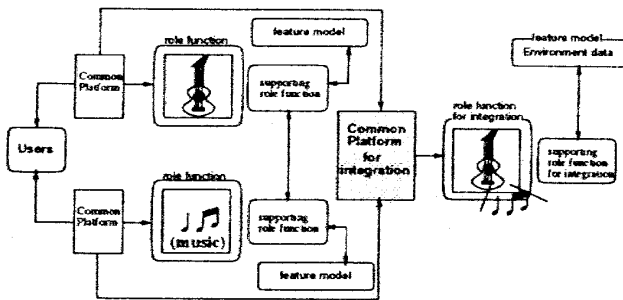 feature model
role function
feature model
Environment data
Common
Platform
supporting
role function
role function
for integration
Common
Platform
for
integration
Users
supporting
role function
for integration
role function
Common
Platform
(music)
supporting
role function
feature model